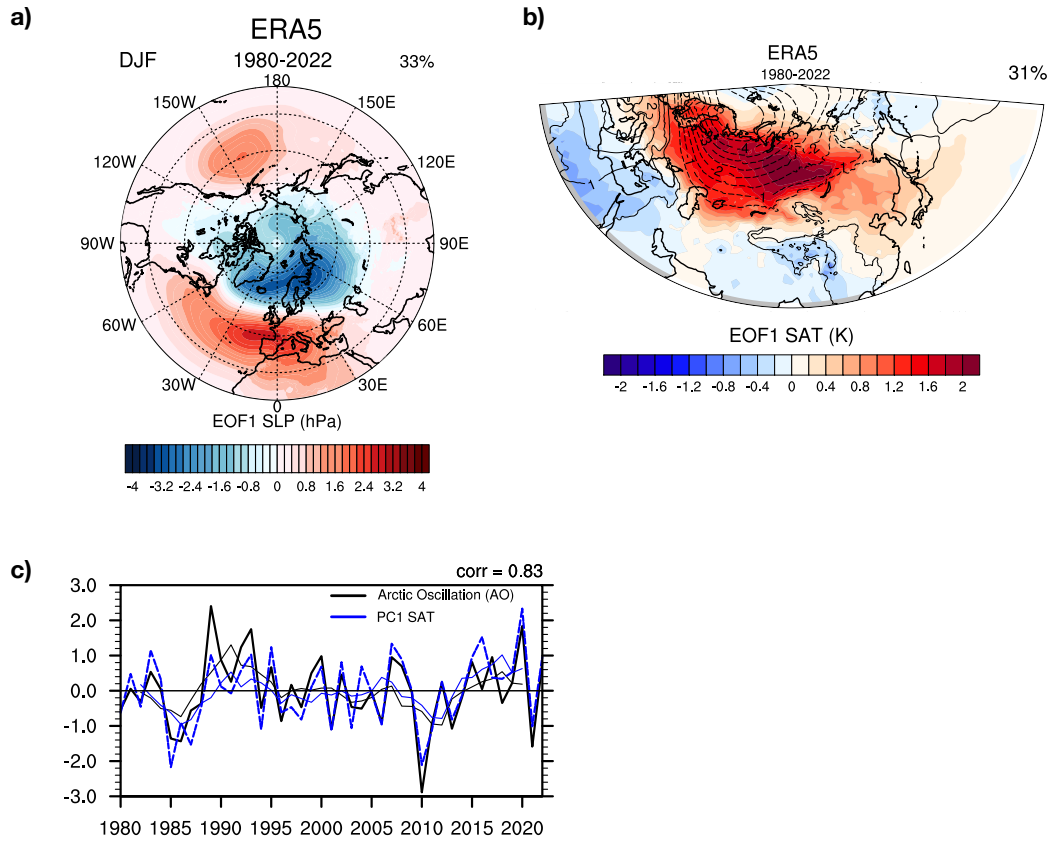 a)
ERA5
DJF 1980-2022 33%
180
150W 150E
120W 120E
90W 90E
60W 60E
30W 30E
0
EOF1 SLP (hPa)
-4 -3.2 -2.4 -1.6 -0.8 0 0.8 1.6 2.4 3.2 4
b)
ERA5
1980-2022 31%
EOF1 SAT (K)
-2 -1.6 -1.2 -0.8 -0.4 0 0.4 0.8 1.2 1.6 2
c)
corr = 0.83
Arctic Oscillation (AO)
PC1 SAT
3.0
2.0
1.0
0.0
-1.0
-2.0
-3.0
1980 1985 1990 1995 2000 2005 2010 2015 2020